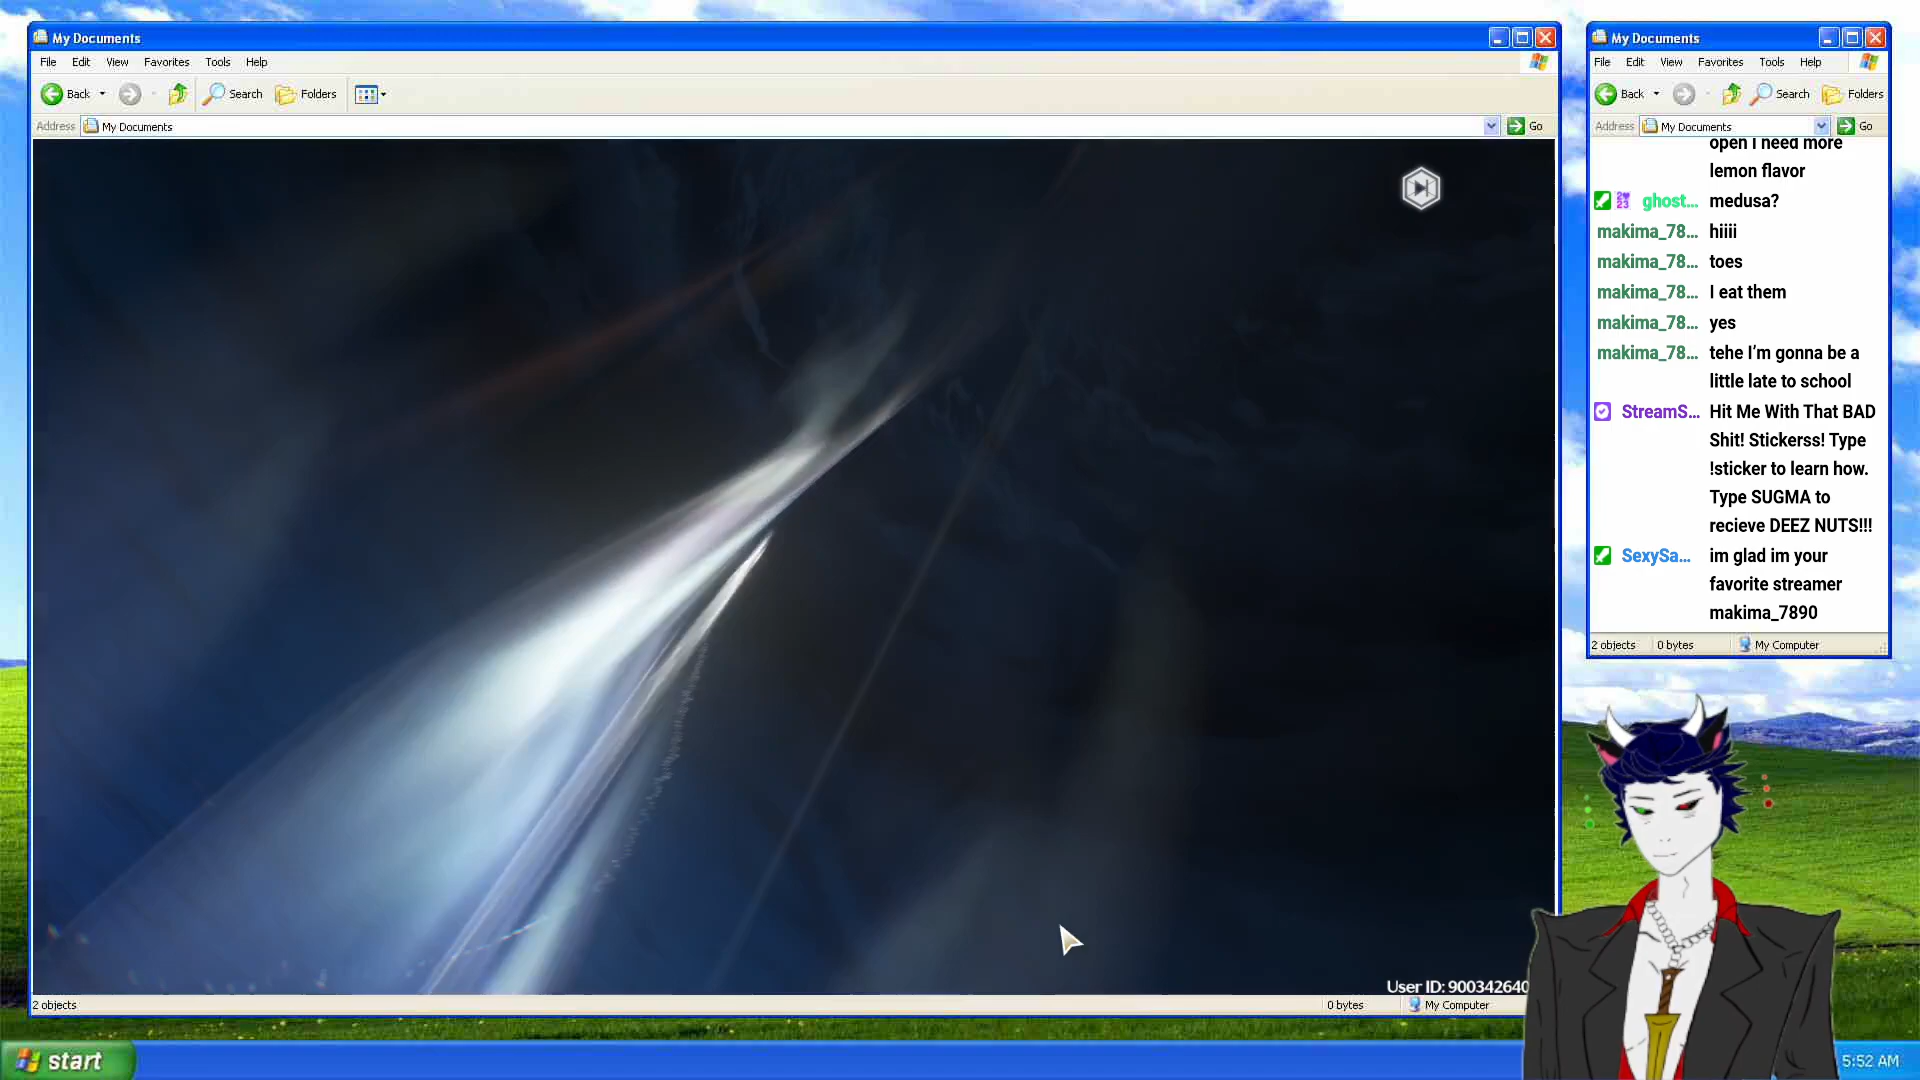 My Documents
File Edit View Favorites Tools Help
Back Search Folders
Address My Documents Go
User ID: 900342640
2 objects 0 bytes My Computer
My Documents
File Edit View Favorites Tools Help
Back Search Folders
Address My Documents Go
open I need more
lemon flavor
ghost... medusa?
makima_78... hiiii
makima_78... toes
makima_78... I eat them
makima_78... yes
makima_78... tehe I’m gonna be a
little late to school
StreamS... Hit Me With That BAD
Shit! Stickerss! Type
!sticker to learn how.
Type SUGMA to
recieve DEEZ NUTS!!!
SexySa... im glad im your
favorite streamer
makima_7890
2 objects 0 bytes My Computer
start
5:52 AM